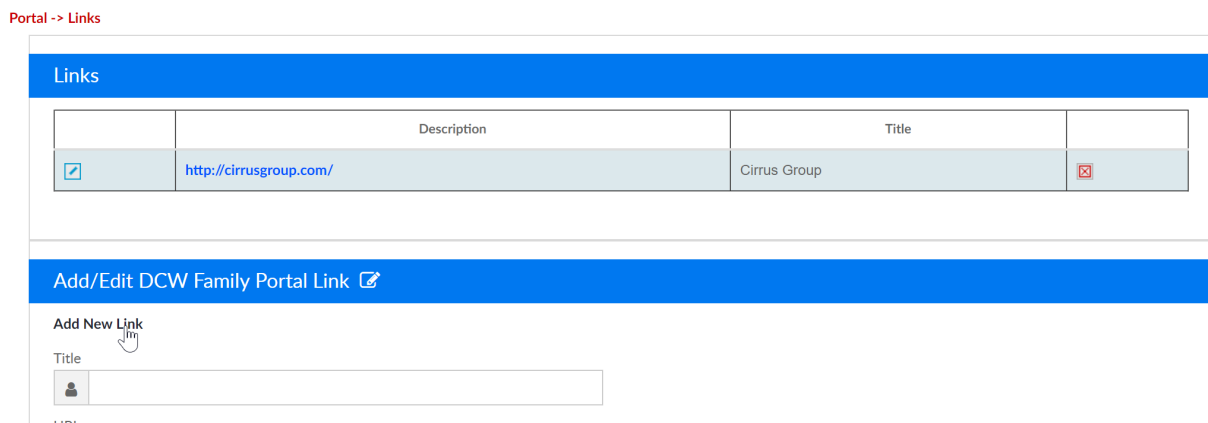 Portal -> Links
Links
Description Title
http://cirrusgroup.com/ Cirrus Group
Add/Edit DCW Family Portal Link
Add New Link
Title